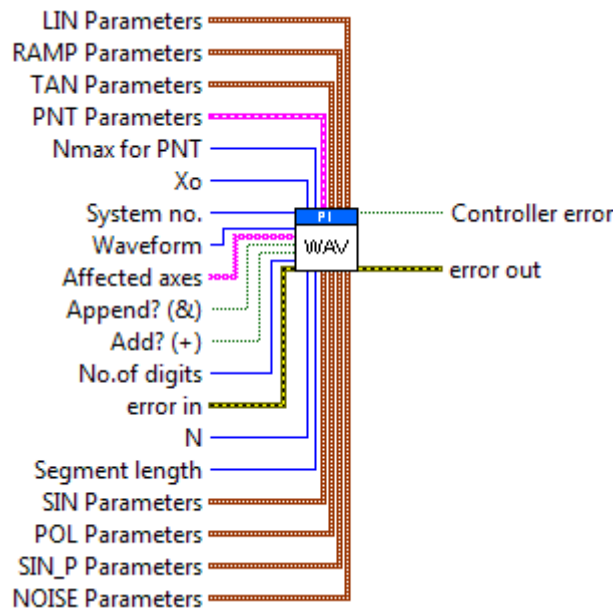 LIN Parameters
RAMP Parameters
TAN Parameters
PNT Parameters
Nmax for PNT
Xo
System no.
Waveform
Affected axes
Append? (&)
Add? (+)
No.of digits
error in
N
Segment length
SIN Parameters
POL Parameters
SIN_P Parameters
NOISE Parameters
PI
WAV
Controller error
error out